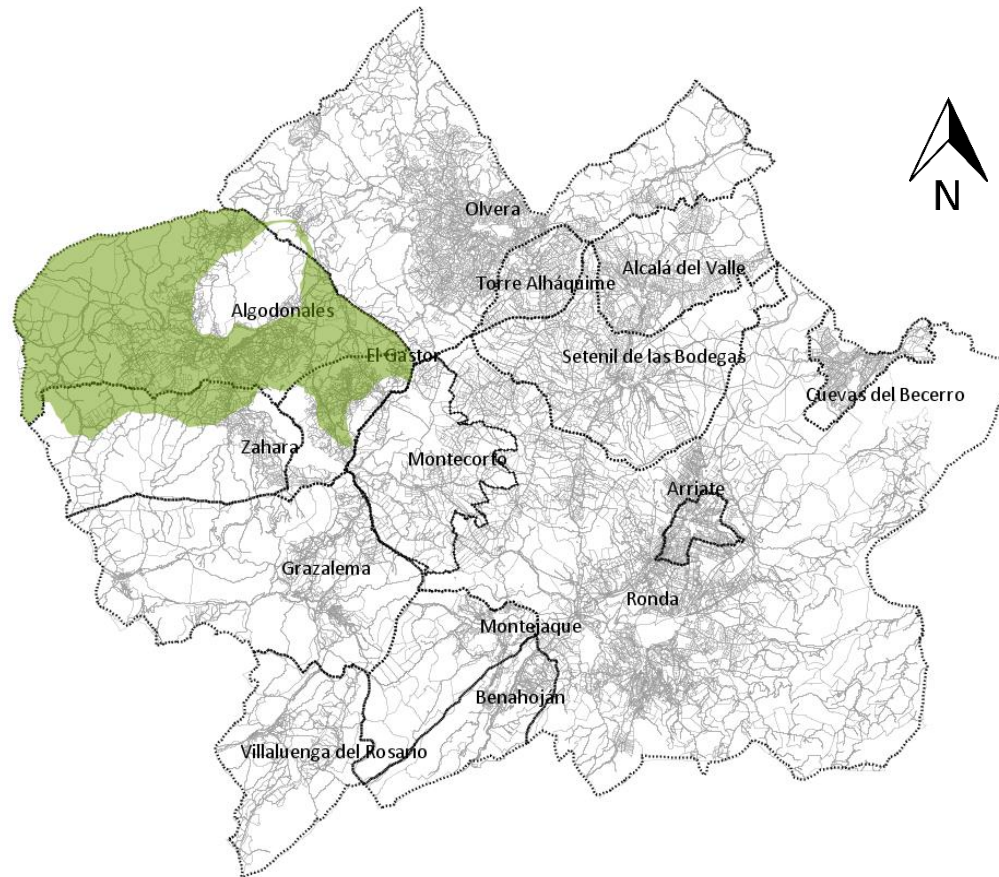 N
Olvera
Alcalá del Valle
Torre Alháquime
Algodonales
El Gastor
Setenil de las Bodegas
Cuevas del Becerro
Zahara
Montecorto
Arriate
Grazalema
Ronda
Montejaque
Benahoján
Villaluenga del Rosario